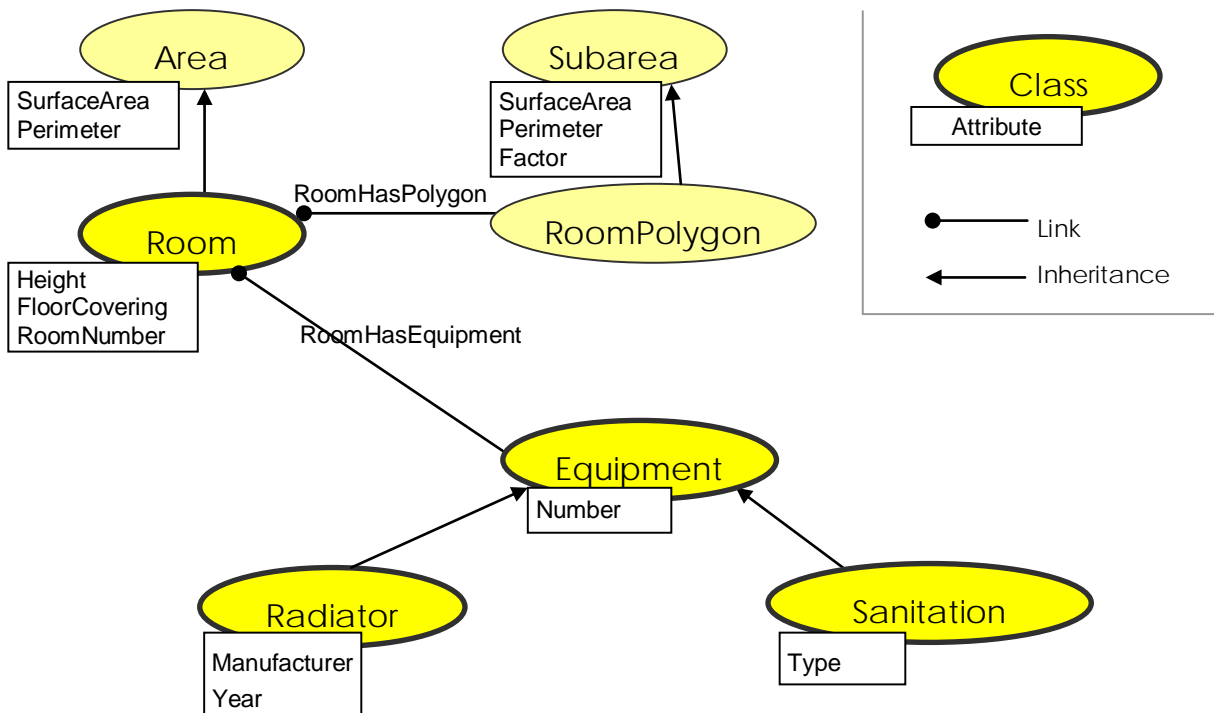 Area
SurfaceArea
Perimeter
Subarea
SurfaceArea
Perimeter
Factor
Class
Attribute
Link
Inheritance
RoomHasPolygon
Room
RoomPolygon
Height
FloorCovering
RoomNumber
RoomHasEquipment
Equipment
Number
Radiator
Manufacturer
Year
Sanitation
Type